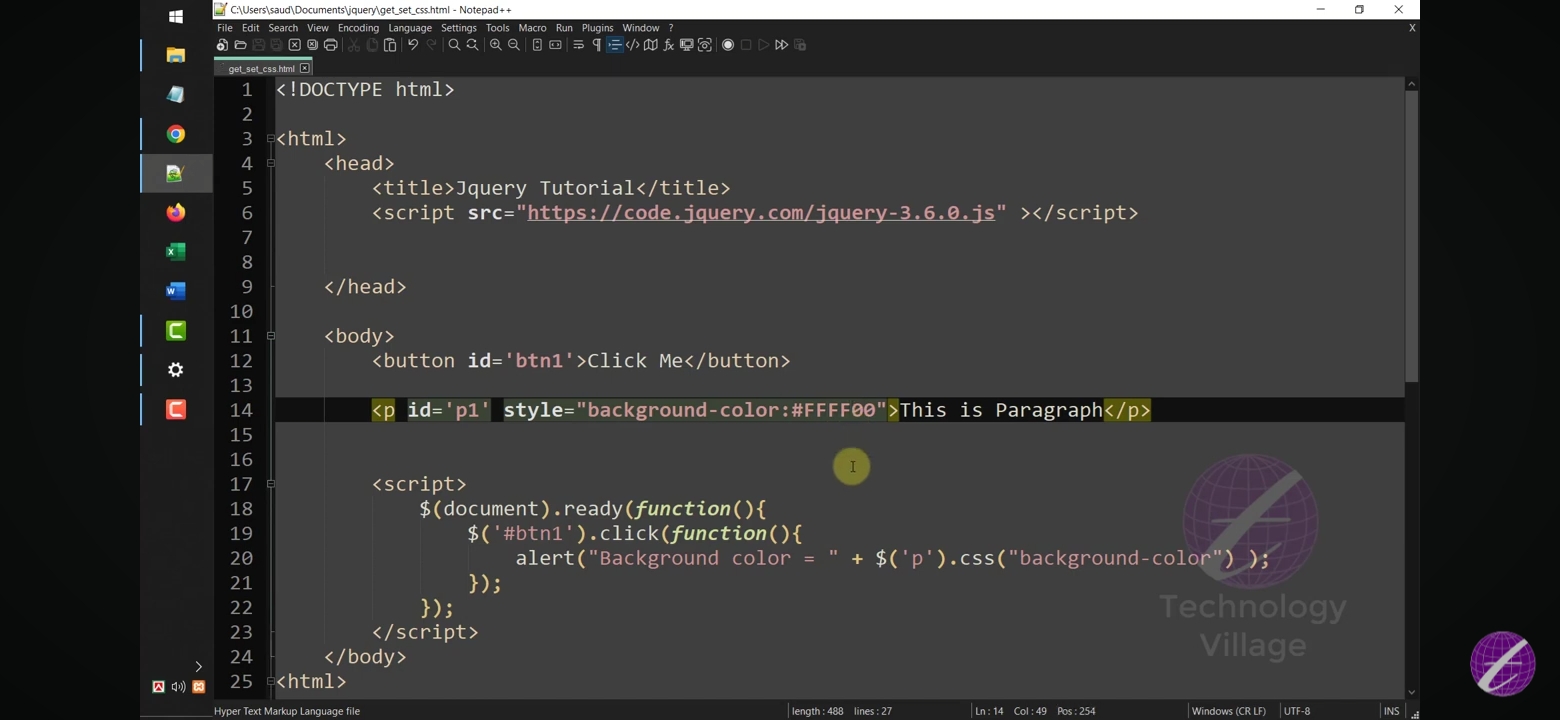 C:\Users\saud\Documents\jquery\get_set_css.html - Notepad++
File Edit Search View Encoding Language Settings Tools Macro Run Plugins Window ? X
get_set_css.html
1 <!DOCTYPE html>
2
3 <html>
4 <head>
5 <title>Jquery Tutorial</title>
6 <script src="https://code.jquery.com/jquery-3.6.0.js" ></script>
7
8
9 </head>
10
11 <body>
12 <button id='btn1'>Click Me</button>
13
14 <p id='p1' style="background-color:#FFFF00">This is Paragraph</p>
15
16
17 <script>
18 $(document).ready(function(){
19 $('#btn1').click(function(){
20 alert("Background color = " + $('p').css("background-color") );
21 });
22 });
23 </script>
24 </body>
25 <html>
Technology
Village
Hyper Text Markup Language file length : 488 lines : 27 Ln : 14 Col : 49 Pos : 254 Windows (CR LF) UTF-8 INS